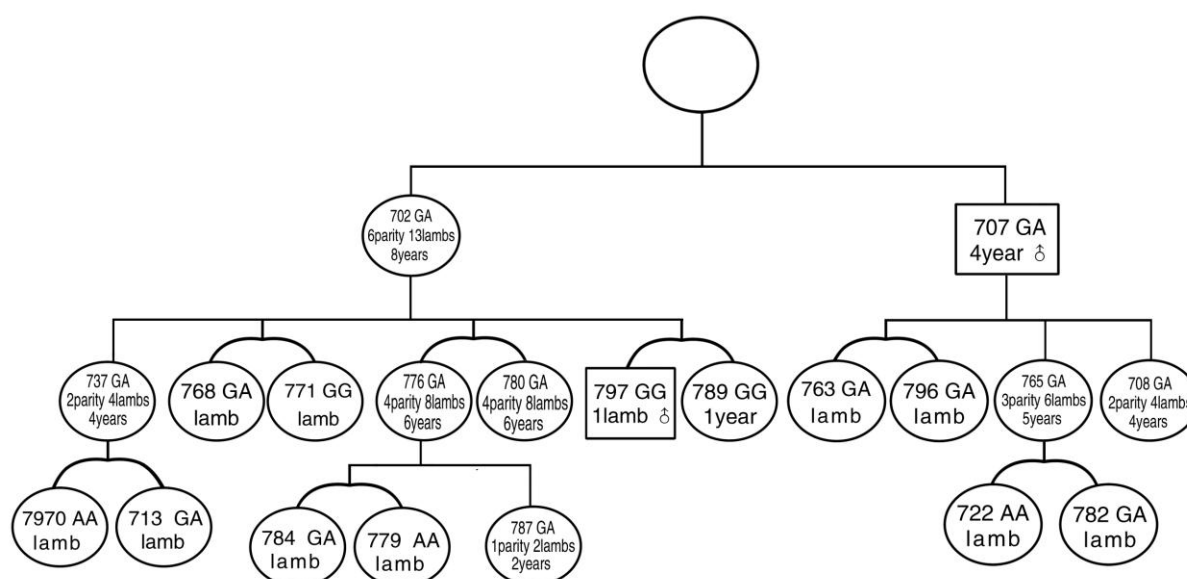 702 GA
6parity 13lambs
8years
707 GA
4year ♂
737 GA
2parity 4lambs
4years
768 GA
lamb
771 GG
lamb
776 GA
4parity 8lambs
6years
780 GA
4parity 8lambs
6years
797 GG
1lamb ♂
789 GG
1year
763 GA
lamb
796 GA
lamb
765 GA
3parity 6lambs
5years
708 GA
2parity 4lambs
4years
7970 AA
lamb
713 GA
lamb
784 GA
lamb
779 AA
lamb
787 GA
1parity 2lambs
2years
722 AA
lamb
782 GA
lamb